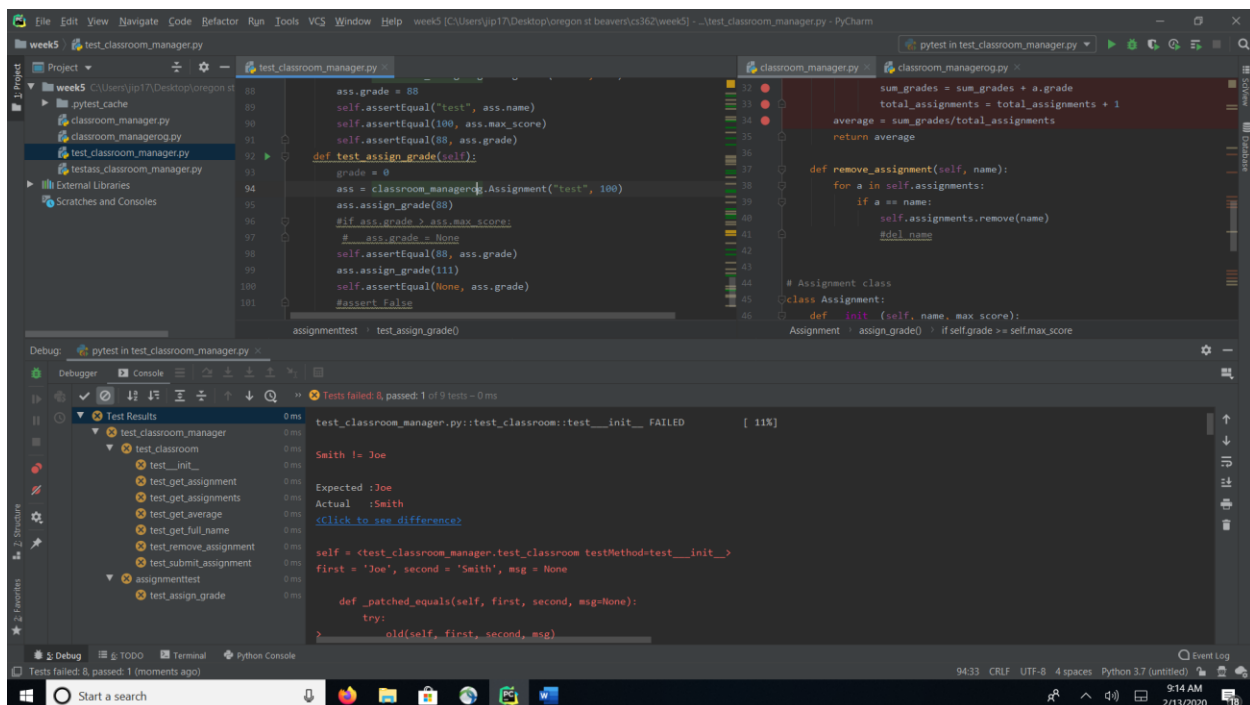 File Edit View Navigate Code Refactor Run Tools VCS Window Help week5 [C:\Users\jip17\Desktop\oregon st beavers\cs362\week5] - ...\test_classroom_manager.py - PyCharm
week5 test_classroom_manager.py
pytest in test_classroom_manager.py
1: Project
Project
week5 C:\Users\jip17\Desktop\oregon st
.pytest_cache
classroom_manager.py
classroom_managerog.py
test_classroom_manager.py
testass_classroom_manager.py
External Libraries
Scratches and Consoles
test_classroom_manager.py
88 ass.grade = 88
89 self.assertEqual("test", ass.name)
90 self.assertEqual(100, ass.max_score)
91 self.assertEqual(88, ass.grade)
92 def test_assign_grade(self):
93 grade = 0
94 ass = classroom_managerog.Assignment("test", 100)
95 ass.assign_grade(88)
96 #if ass.grade > ass.max_score:
97 # ass.grade = None
98 self.assertEqual(88, ass.grade)
99 ass.assign_grade(111)
100 self.assertEqual(None, ass.grade)
101 #assert False
assignmenttest test_assign_grade()
classroom_manager.py classroom_managerog.py
32 sum_grades = sum_grades + a.grade
33 total_assignments = total_assignments + 1
34 average = sum_grades/total_assignments
35 return average
36
37 def remove_assignment(self, name):
38 for a in self.assignments:
39 if a == name:
40 self.assignments.remove(name)
41 #del name
42
43
44 # Assignment class
45 class Assignment:
46 def __init__(self, name, max_score):
Assignment assign_grade() if self.grade >= self.max_score
SciView
Database
Debug: pytest in test_classroom_manager.py
Debugger Console
Tests failed: 8, passed: 1 of 9 tests – 0 ms
Test Results 0 ms
test_classroom_manager 0 ms
test_classroom 0 ms
test__init__ 0 ms
test_get_assignment 0 ms
test_get_assignments 0 ms
test_get_average 0 ms
test_get_full_name 0 ms
test_remove_assignment 0 ms
test_submit_assignment 0 ms
assignmenttest 0 ms
test_assign_grade 0 ms
test_classroom_manager.py::test_classroom::test___init__ FAILED [ 11%]
Smith != Joe
Expected :Joe
Actual :Smith
<Click to see difference>
self = <test_classroom_manager.test_classroom testMethod=test___init__>
first = 'Joe', second = 'Smith', msg = None
def _patched_equals(self, first, second, msg=None):
try:
> old(self, first, second, msg)
7: Structure
2: Favorites
5: Debug 6: TODO Terminal Python Console Event Log
Tests failed: 8, passed: 1 (moments ago) 94:33 CRLF UTF-8 4 spaces Python 3.7 (untitled)
Start a search
9:14 AM
2/13/2020
18